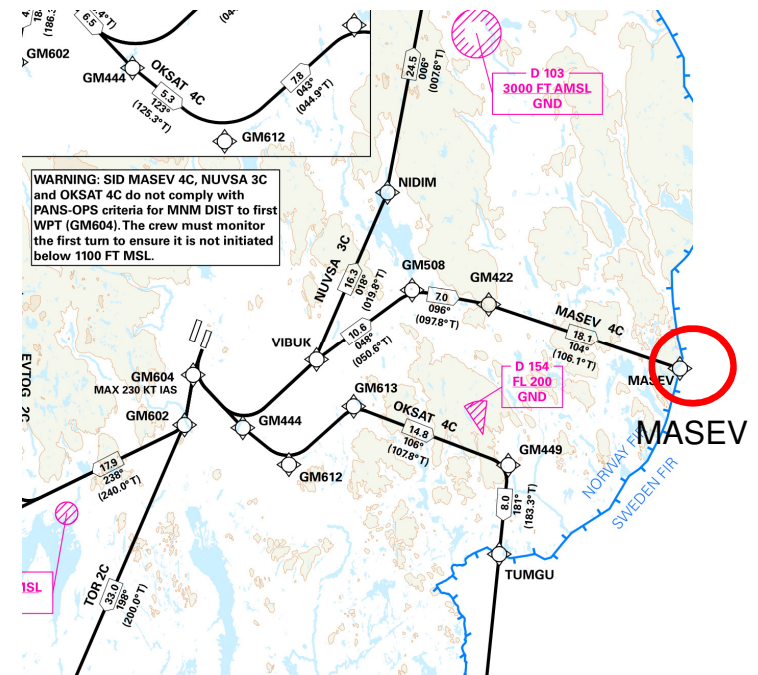 6.5
GM602
GM444
OKSAT 4C
5.3
123°
(125.3°T)
7.8
043°
(044.9°T)
GM612
24.5
006°
(007.6°T)
D 103
3000 FT AMSL
GND
WARNING: SID MASEV 4C, NUVSA 3C
and OKSAT 4C do not comply with
PANS-OPS criteria for MNM DIST to first
WPT (GM604). The crew must monitor
the first turn to ensure it is not initiated
below 1100 FT MSL.
NIDIM
NUVSA 3C
16.3
018°
(019.8°T)
GM508
7.0
096°
(097.8°T)
GM422
MASEV 4C
18.1
104°
(106.1°T)
MASEV
MASEV
VIBUK
10.6
048°
(050.6°T)
EVTOG 2C
GM604
MAX 230 KT IAS
GM602
GM444
GM613
OKSAT 4C
14.8
106°
(107.8°T)
D 154
FL 200
GND
GM612
GM449
17.9
238°
(240.0°T)
8.0
181°
(183.3°T)
NORWAY FIR
SWEDEN FIR
TUMGU
TOR 2C
33.0
198°
(200.0°T)